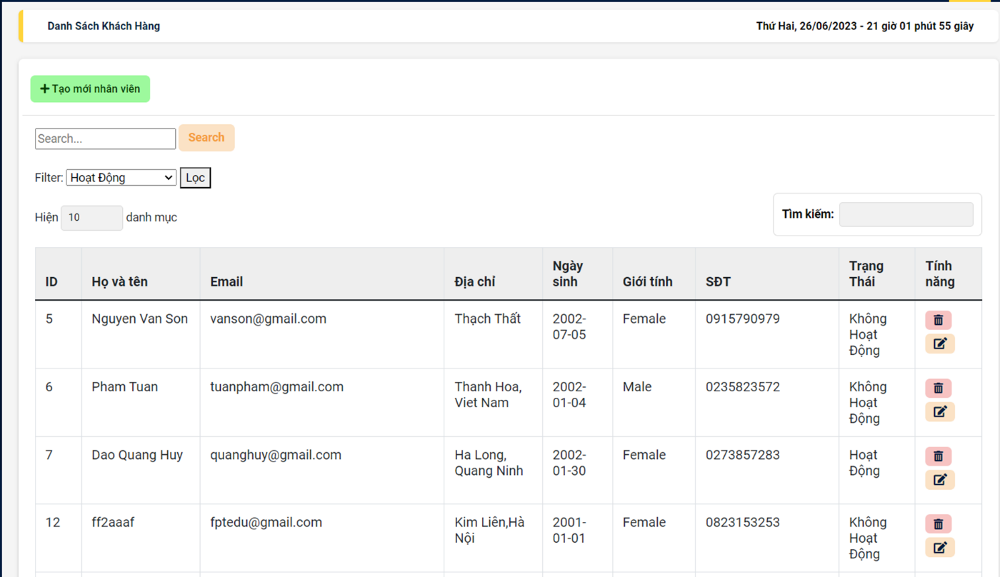 Danh Sách Khách Hàng
Thứ Hai, 26/06/2023 - 21 giờ 01 phút 55 giây
+ Tạo mới nhân viên
Search... Search
Filter: Hoạt Động Lọc
Hiện 10 danh mục
Tìm kiếm:
ID Họ và tên Email Địa chỉ Ngày sinh Giới tính SĐT Trạng Thái Tính năng
5 Nguyen Van Son vanson@gmail.com Thạch Thất 2002-07-05 Female 0915790979 Không Hoạt Động
6 Pham Tuan tuanpham@gmail.com Thanh Hoa, Viet Nam 2002-01-04 Male 0235823572 Không Hoạt Động
7 Dao Quang Huy quanghuy@gmail.com Ha Long, Quang Ninh 2002-01-30 Female 0273857283 Hoạt Động
12 ff2aaaf fptedu@gmail.com Kim Liên,Hà Nội 2001-01-01 Female 0823153253 Không Hoạt Động